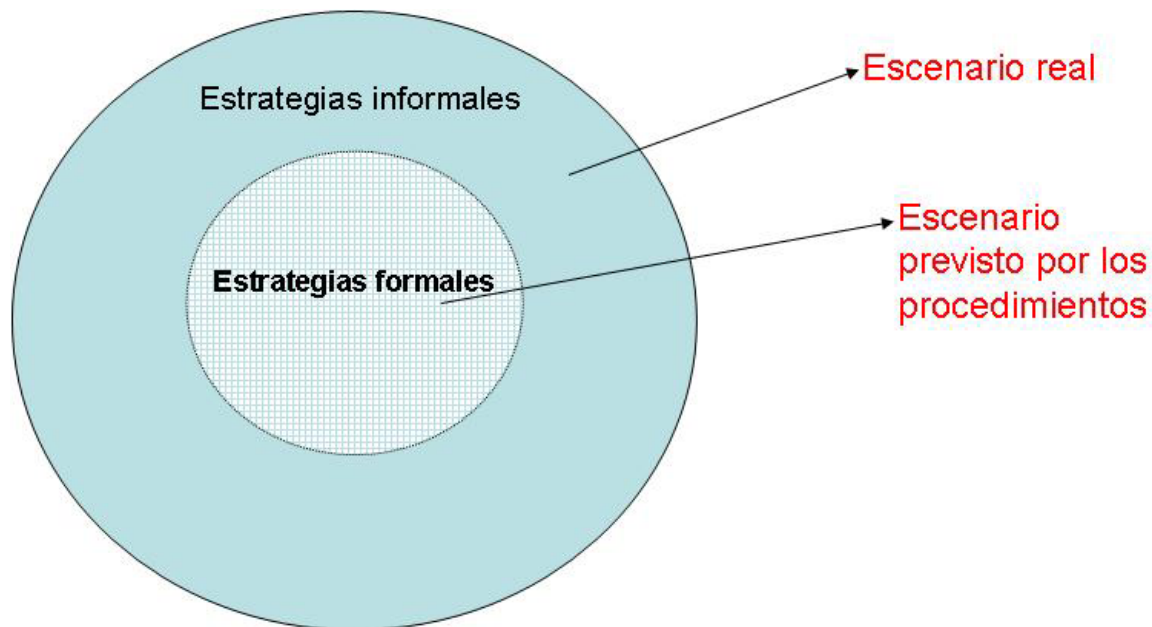 Estrategias informales
Escenario real
Escenario
previsto por los
procedimientos
Estrategias formales